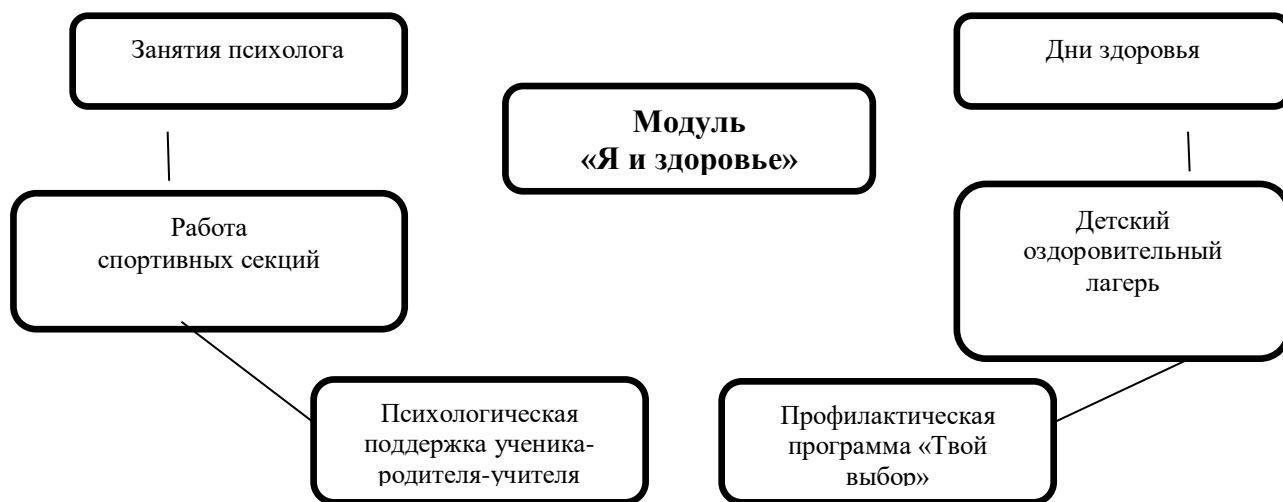 Занятия психолога
Дни здоровья
Модуль
«Я и здоровье»
Работа
спортивных секций
Детский
оздоровительный
лагерь
Психологическая
поддержка ученика-
родителя-учителя
Профилактическая
программа «Твой
выбор»